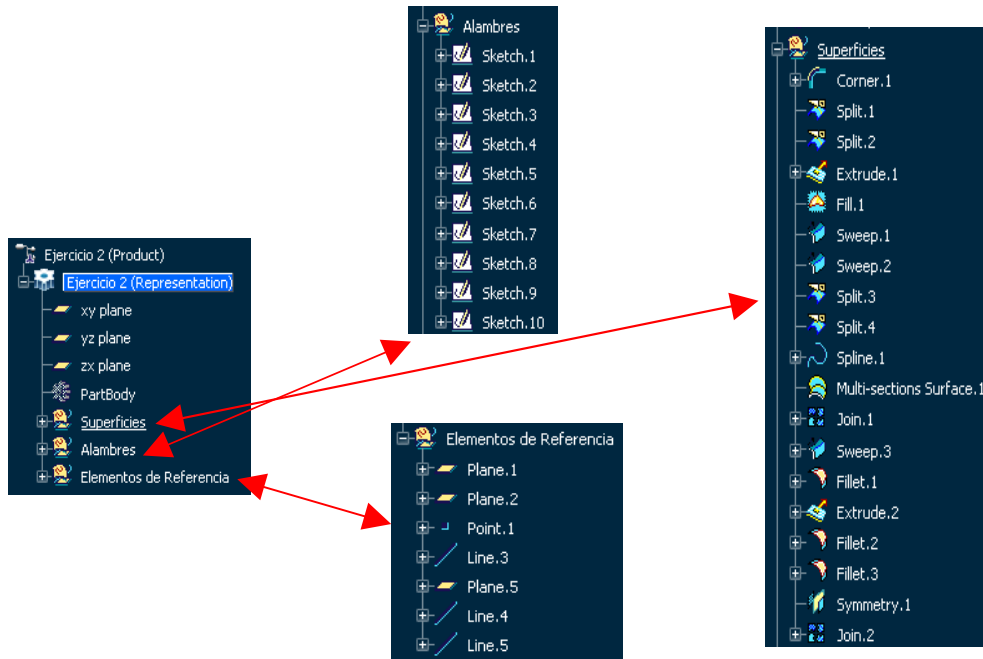 Ejercicio 2 (Product)
Ejercicio 2 (Representation)
xy plane
yz plane
zx plane
PartBody
Superficies
Alambres
Elementos de Referencia
Alambres
Sketch.1
Sketch.2
Sketch.3
Sketch.4
Sketch.5
Sketch.6
Sketch.7
Sketch.8
Sketch.9
Sketch.10
Elementos de Referencia
Plane.1
Plane.2
Point.1
Line.3
Plane.5
Line.4
Line.5
Superficies
Corner.1
Split.1
Split.2
Extrude.1
Fill.1
Sweep.1
Sweep.2
Split.3
Split.4
Spline.1
Multi-sections Surface.1
Join.1
Sweep.3
Fillet.1
Extrude.2
Fillet.2
Fillet.3
Symmetry.1
Join.2